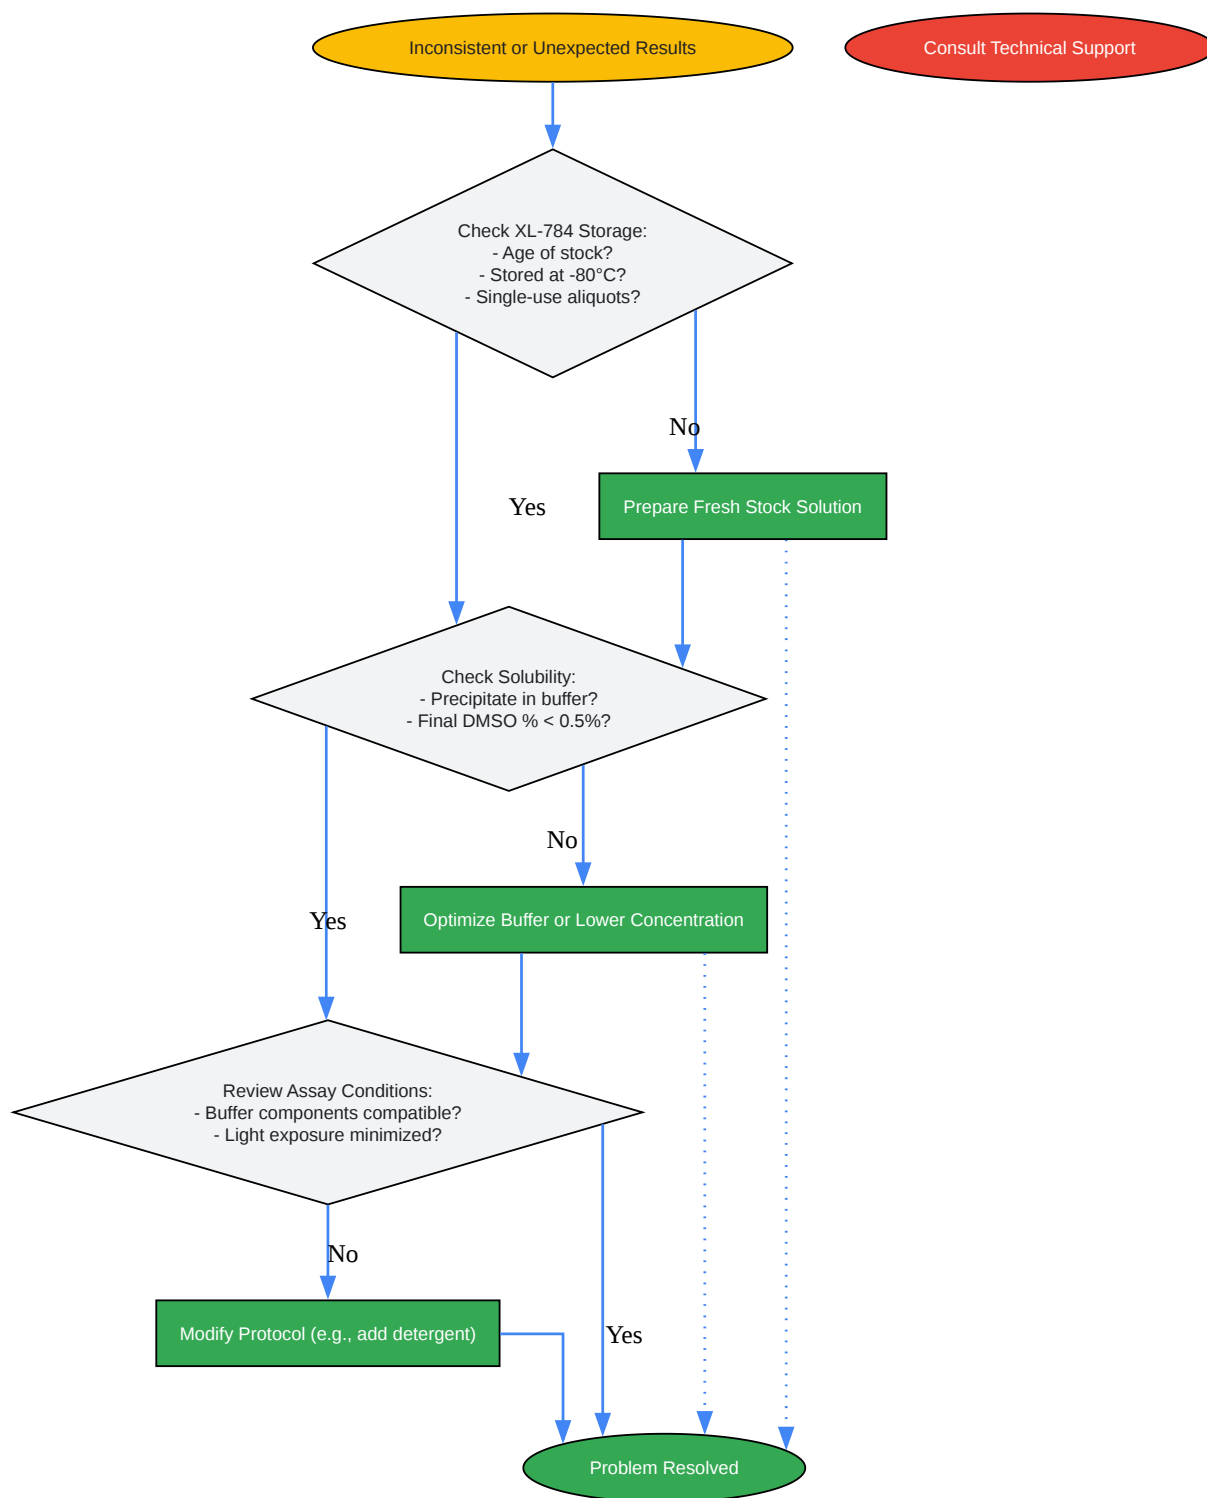 Inconsistent or Unexpected Results
Consult Technical Support
Check XL-784 Storage:
- Age of stock?
- Stored at -80°C?
- Single-use aliquots?
No
Yes
Prepare Fresh Stock Solution
Check Solubility:
- Precipitate in buffer?
- Final DMSO % < 0.5%?
No
Yes
Optimize Buffer or Lower Concentration
Review Assay Conditions:
- Buffer components compatible?
- Light exposure minimized?
No
Modify Protocol (e.g., add detergent)
Yes
Problem Resolved